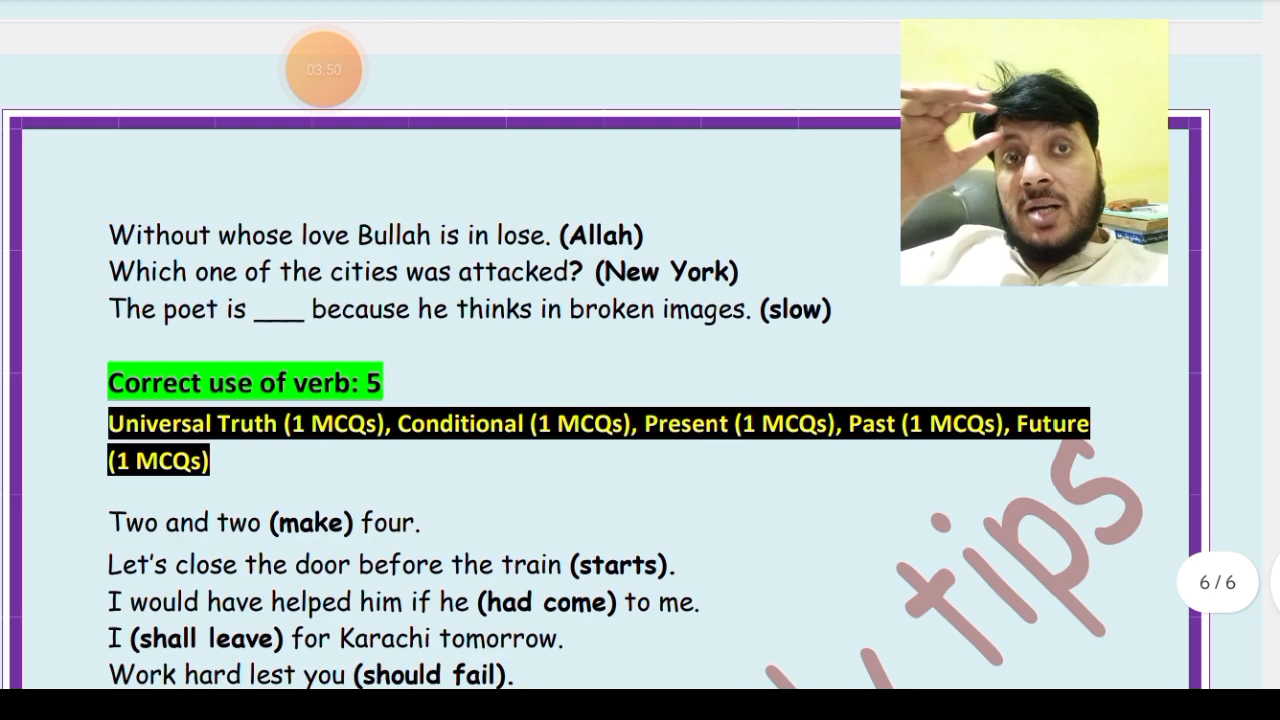 03:50
Without whose love Bullah is in lose. (Allah)
Which one of the cities was attacked? (New York)
The poet is ___ because he thinks in broken images. (slow)
Correct use of verb: 5
Universal Truth (1 MCQs), Conditional (1 MCQs), Present (1 MCQs), Past (1 MCQs), Future
(1 MCQs)
Two and two (make) four.
Let's close the door before the train (starts).
I would have helped him if he (had come) to me.
I (shall leave) for Karachi tomorrow.
Work hard lest you (should fail).
tips
6 / 6